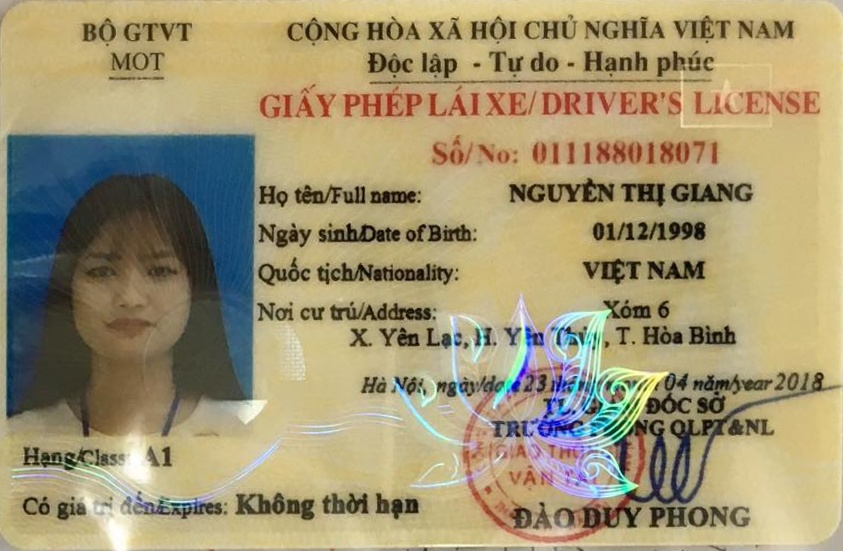 BỘ GTVT
MOT
CỘNG HÒA XÃ HỘI CHỦ NGHĨA VIỆT NAM
Độc lập - Tự do - Hạnh phúc
GIẤY PHÉP LÁI XE/ DRIVER'S LICENSE
Số/No: 011188018071
Họ tên/Full name: NGUYỄN THỊ GIANG
Ngày sinh/Date of Birth: 01/12/1998
Quốc tịch/Nationality: VIỆT NAM
Nơi cư trú/Address: Xóm 6
X. Yên Lạc, H. Yên Thủy, T. Hòa Bình
Hà Nội, ngày/date 23 04 năm/year 2018
ĐỐC SỞ
TRƯỞNG QLPT&NL
GIAO
VẬN TẢI
Hạng/Class: A1
Có giá trị đến/Expires: Không thời hạn
ĐÀO DUY PHONG